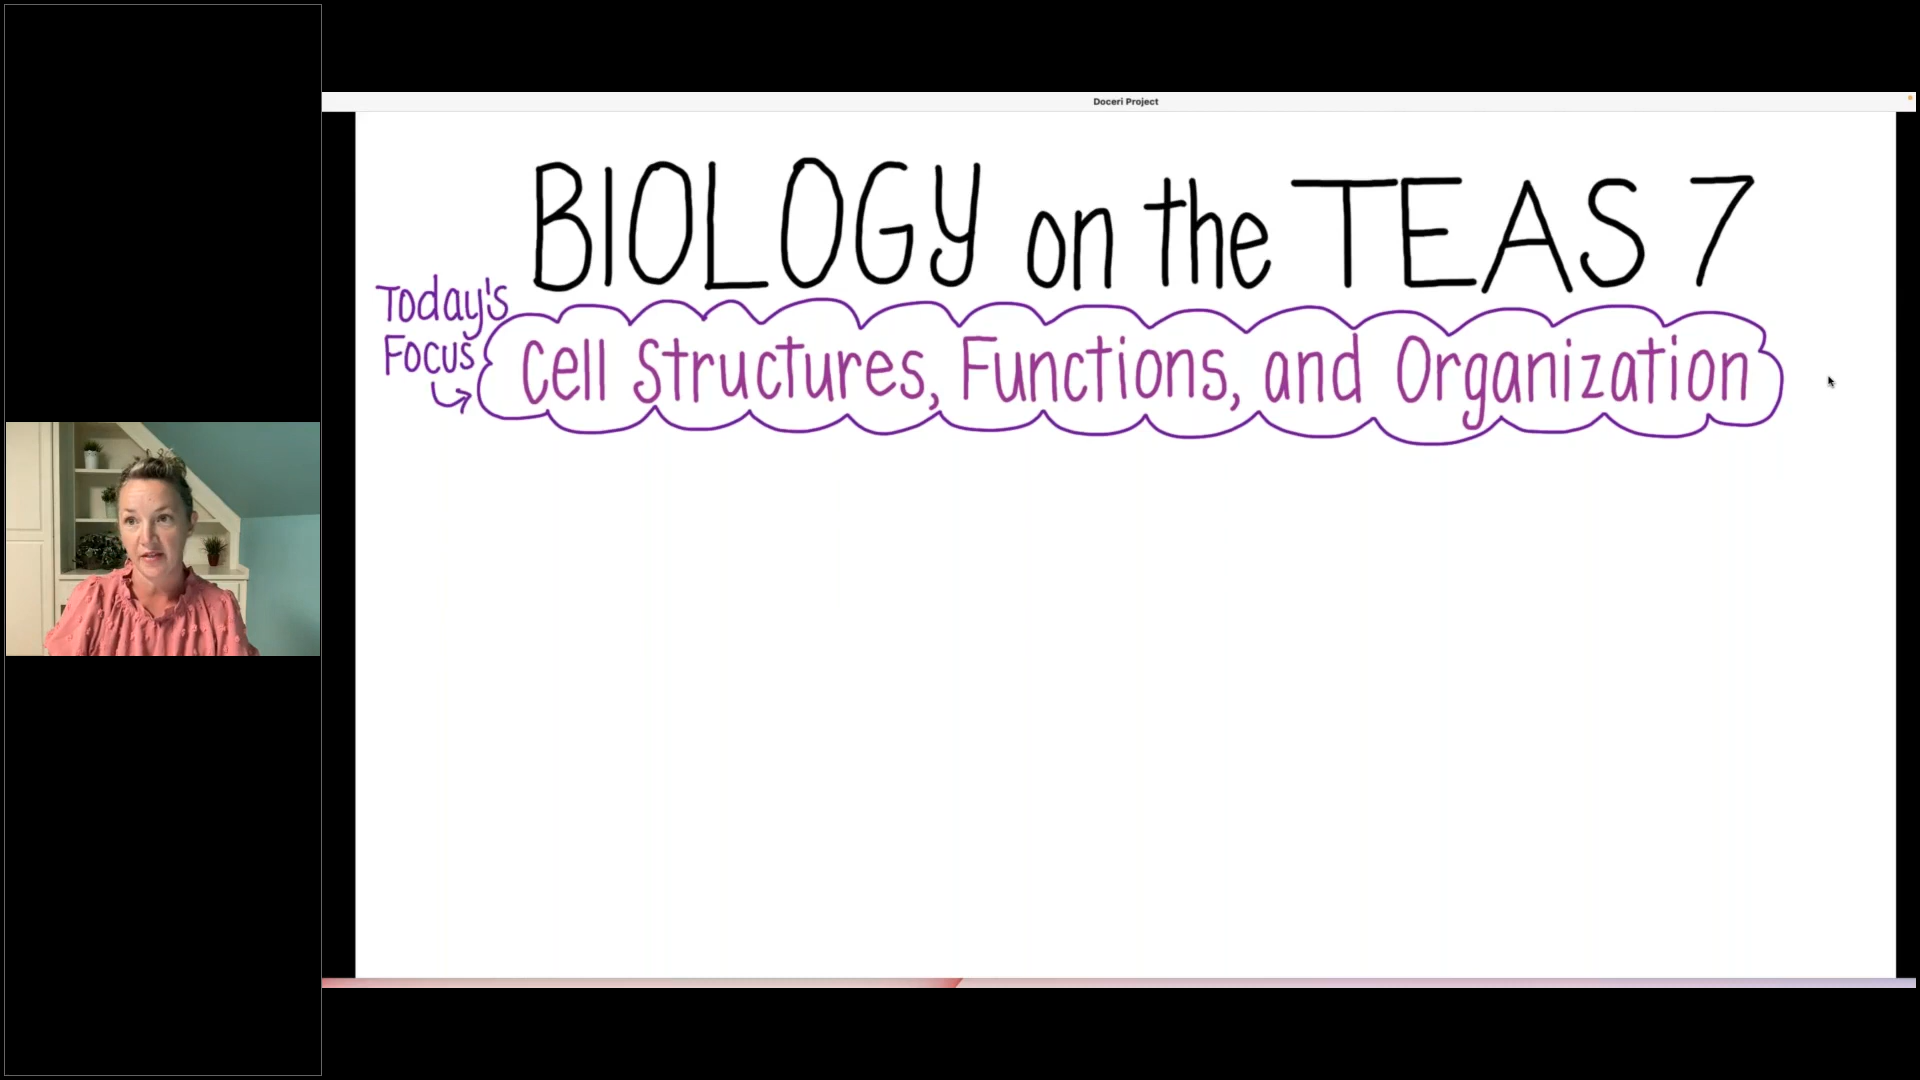 Doceri Project
BIOLOGY on the TEAS 7
Today's
Focus
Cell Structures, Functions, and Organization